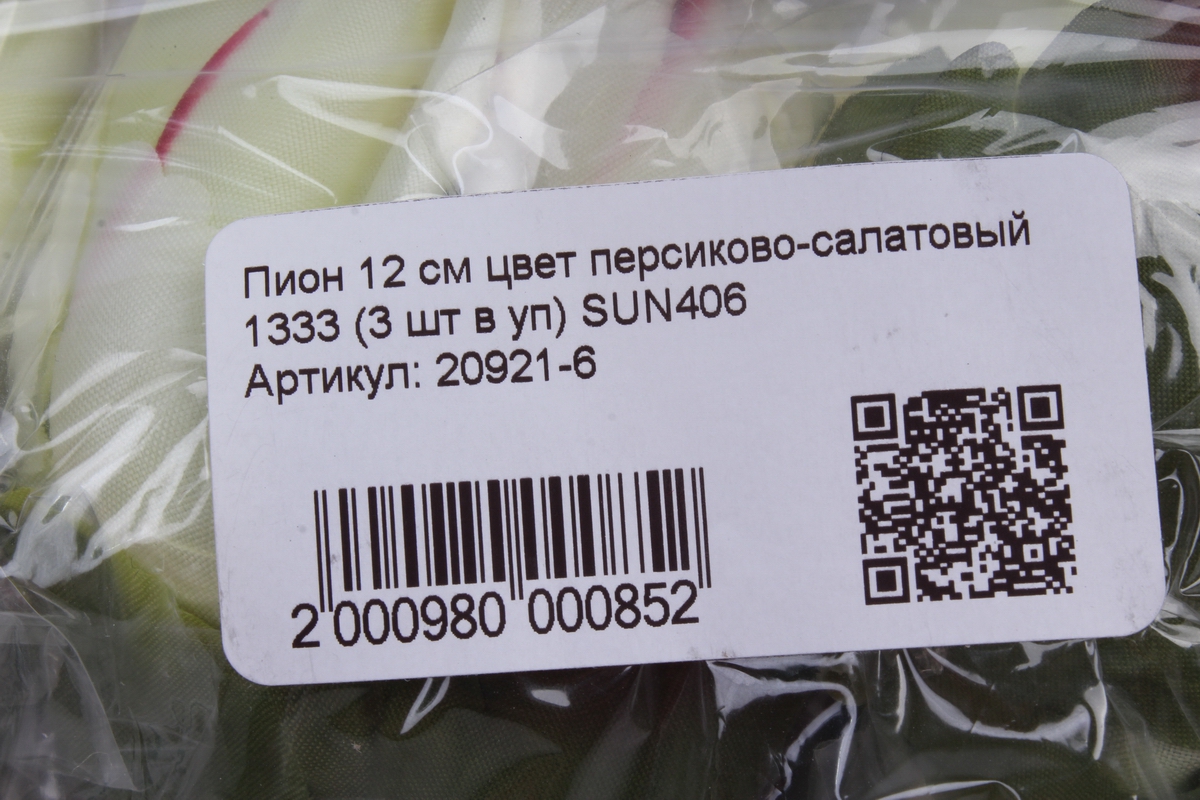 Пион 12 см цвет персиково-салатовый
1333 (3 шт в уп) SUN406
Артикул: 20921-6
2 000980 000852